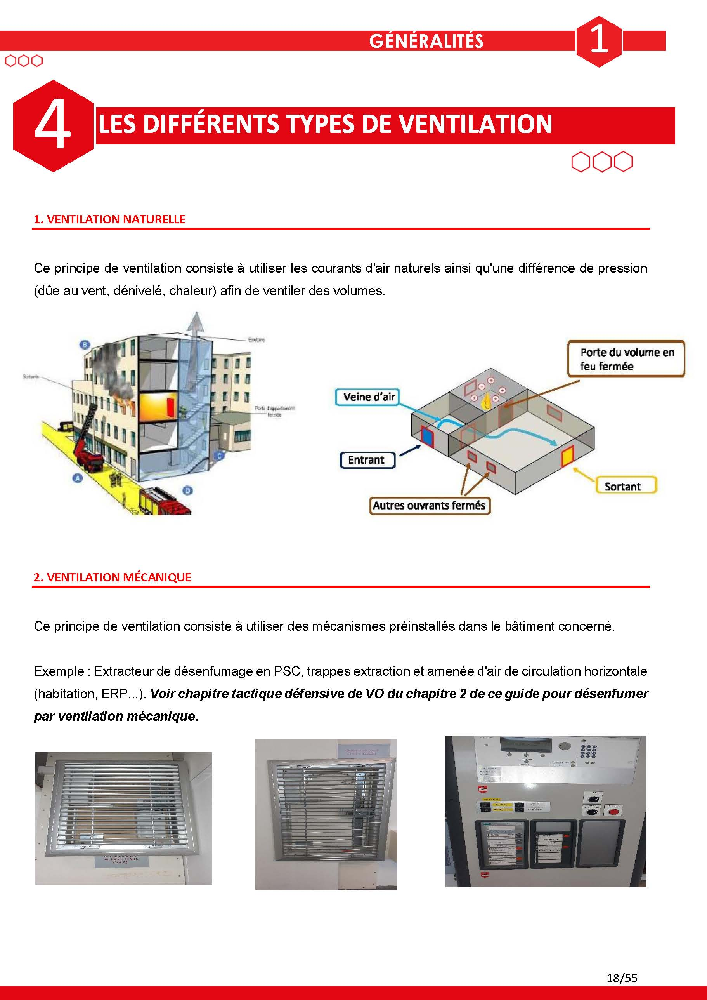 GÉNÉRALITÉS
1
4
LES DIFFÉRENTS TYPES DE VENTILATION
1. VENTILATION NATURELLE
Ce principe de ventilation consiste à utiliser les courants d'air naturels ainsi qu'une différence de pression
(dûe au vent, dénivelé, chaleur) afin de ventiler des volumes.
B
Exutoire
Sortants
Porte d'appartement
fermée
C
A
D
Porte du volume en
feu fermée
Veine d'air
Entrant
Sortant
Autres ouvrants fermés
2. VENTILATION MÉCANIQUE
Ce principe de ventilation consiste à utiliser des mécanismes préinstallés dans le bâtiment concerné.
Exemple : Extracteur de désenfumage en PSC, trappes extraction et amenée d'air de circulation horizontale
(habitation, ERP...). Voir chapitre tactique défensive de VO du chapitre 2 de ce guide pour désenfumer
par ventilation mécanique.
de fumée
(D.A.S.)
(D.A.S.)
18/55